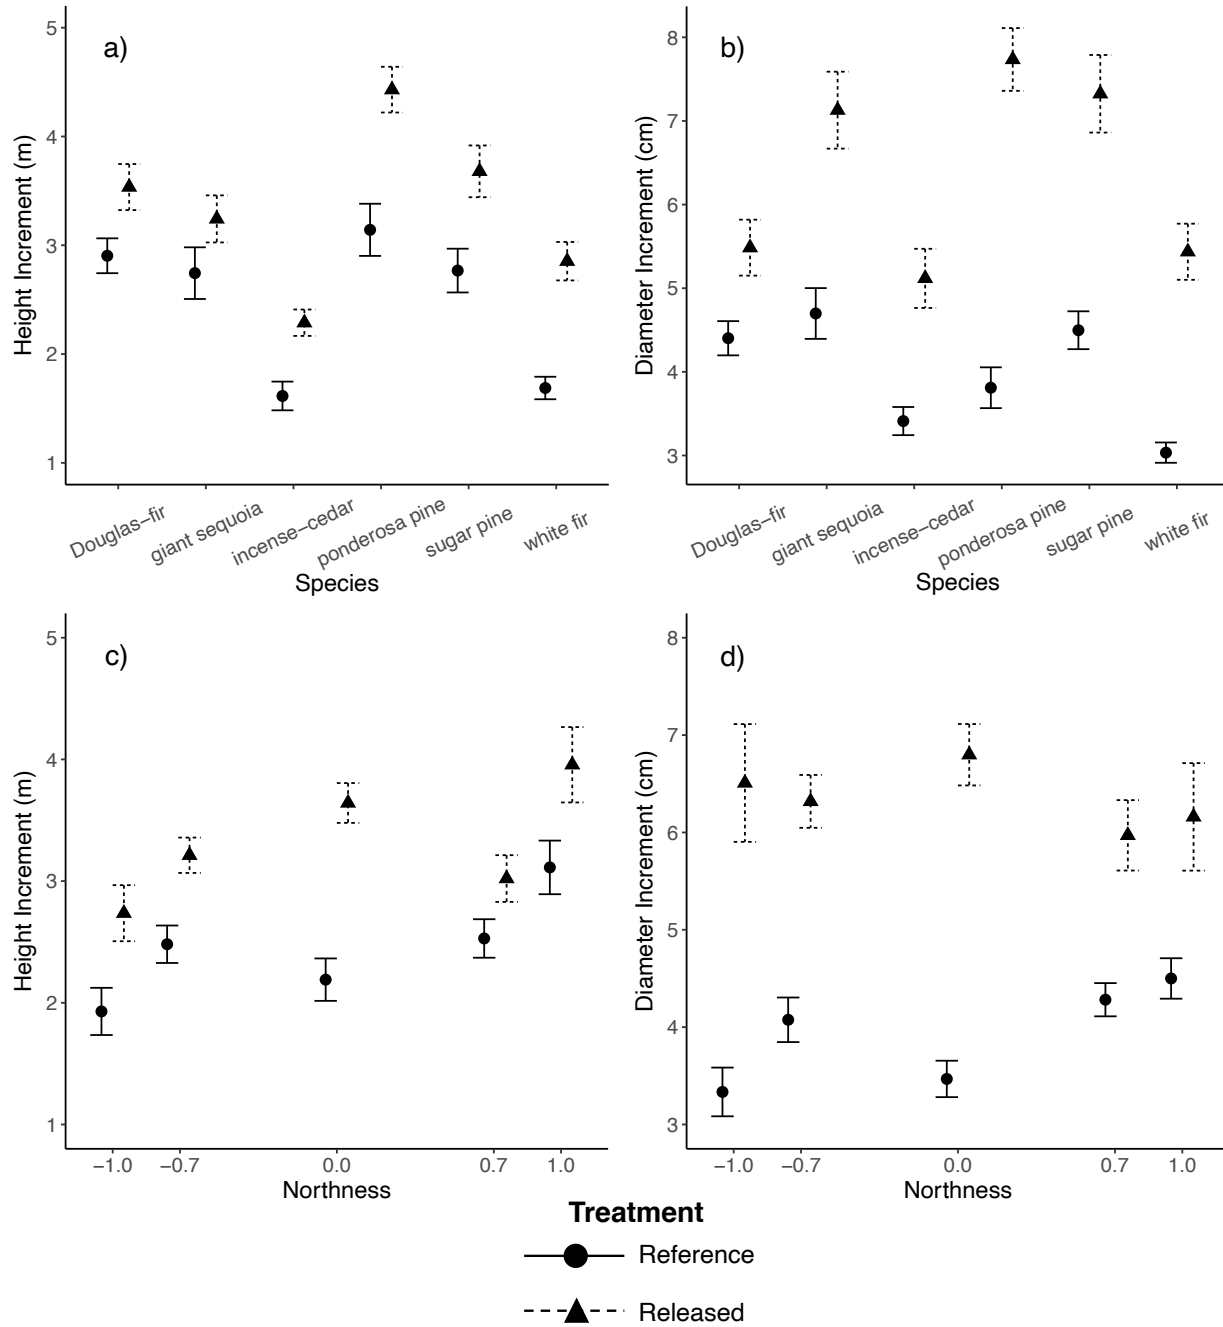 a)
Height Increment (m)
5
4
3
2
1
Douglas−fir
giant sequoia
incense−cedar
ponderosa pine
sugar pine
white fir
Species
b)
Diameter Increment (cm)
8
7
6
5
4
3
Douglas−fir
giant sequoia
incense−cedar
ponderosa pine
sugar pine
white fir
Species
c)
Height Increment (m)
5
4
3
2
1
−1.0 −0.7 0.0 0.7 1.0
Northness
d)
Diameter Increment (cm)
8
7
6
5
4
3
−1.0 −0.7 0.0 0.7 1.0
Northness
Treatment
Reference
Released